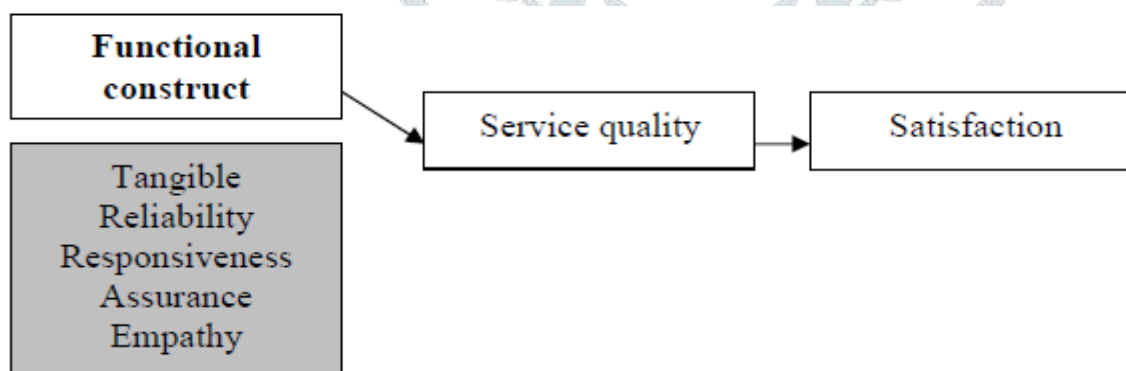 Functional
construct
Service quality
Satisfaction
Tangible
Reliability
Responsiveness
Assurance
Empathy